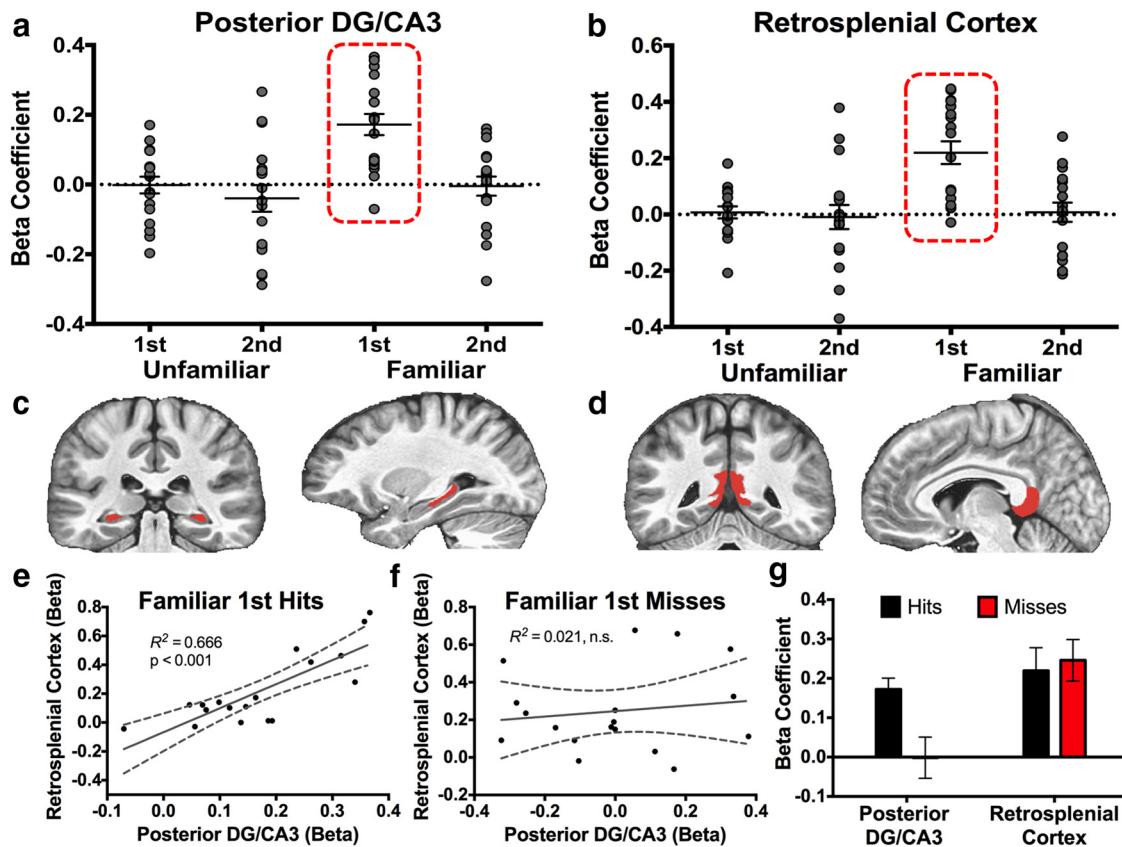 a
Posterior DG/CA3
Beta Coefficient
0.4
0.2
0.0
-0.2
-0.4
1st 2nd 1st 2nd
Unfamiliar Familiar
b
Retrosplenial Cortex
Beta Coefficient
0.6
0.4
0.2
0.0
-0.2
-0.4
1st 2nd 1st 2nd
Unfamiliar Familiar
c
d
e
Familiar 1st Hits
R² = 0.666
p < 0.001
Retrosplenial Cortex (Beta)
0.8
0.6
0.4
0.2
0.0
-0.2
-0.4
0.0 0.1 0.2 0.3 0.4
Posterior DG/CA3 (Beta)
f
Familiar 1st Misses
R² = 0.021, n.s.
Retrosplenial Cortex (Beta)
0.8
0.6
0.4
0.2
0.0
-0.2
-0.4 -0.2 0.0 0.2 0.4
Posterior DG/CA3 (Beta)
g
Hits Misses
Beta Coefficient
0.4
0.3
0.2
0.1
0.0
-0.1
Posterior Retrosplenial
DG/CA3 Cortex